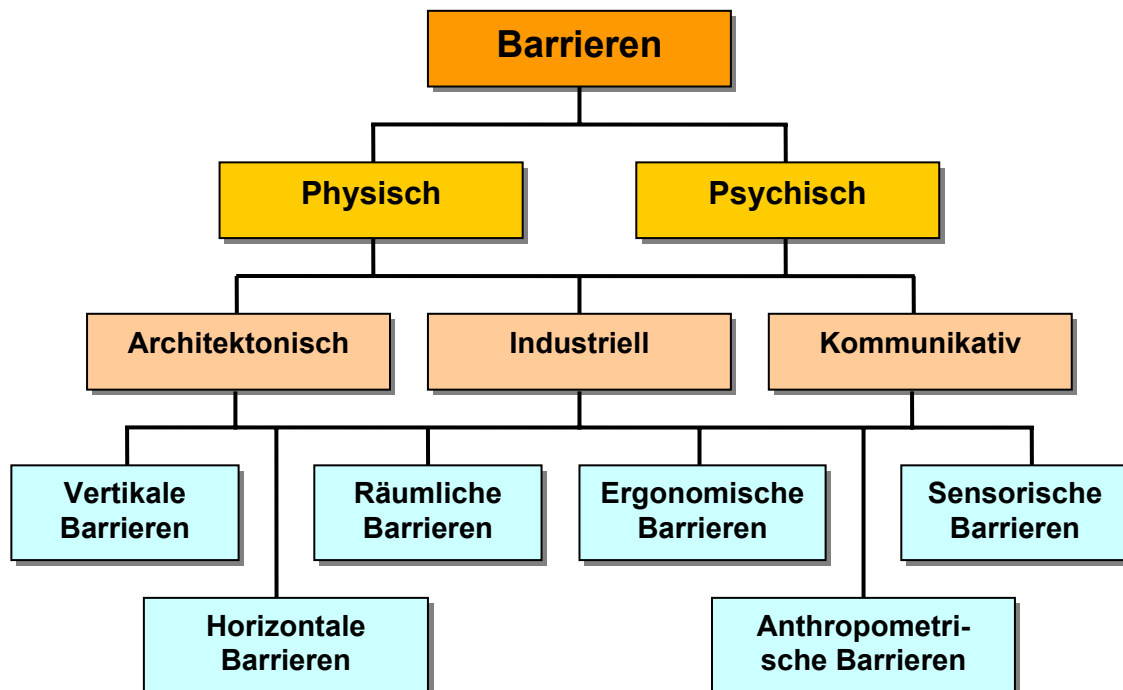 Barrieren
Physisch
Psychisch
Architektonisch
Industriell
Kommunikativ
Vertikale
Barrieren
Räumliche
Barrieren
Ergonomische
Barrieren
Sensorische
Barrieren
Horizontale
Barrieren
Anthropometri-
sche Barrieren